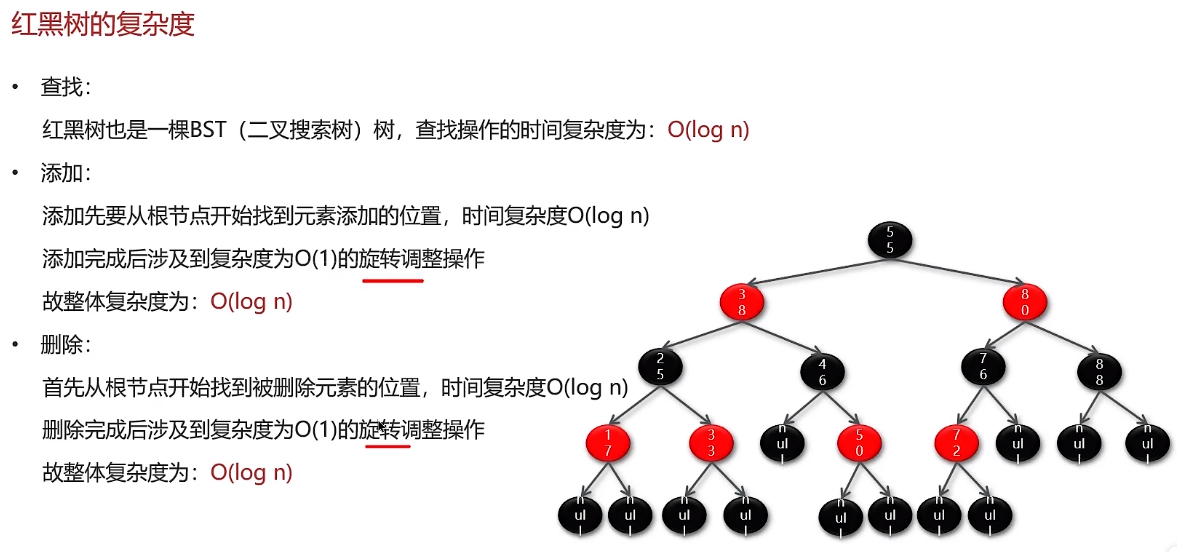 红黑树的复杂度
• 查找：
红黑树也是一棵BST（二叉搜索树）树，查找操作的时间复杂度为：O(log n)
• 添加：
添加先要从根节点开始找到元素添加的位置，时间复杂度O(log n)
添加完成后涉及到复杂度为O(1)的旋转调整操作
故整体复杂度为：O(log n)
• 删除：
首先从根节点开始找到被删除元素的位置，时间复杂度O(log n)
删除完成后涉及到复杂度为O(1)的旋转调整操作
故整体复杂度为：O(log n)
55
38 80
25 46 76 88
17 33 null 50 72 null null null
null null null null null null null null